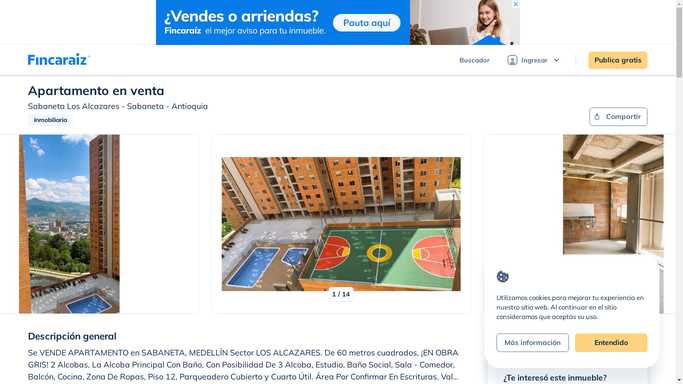 ¿Vendes o arriendas?
Fincaraíz el mejor aviso para tu inmueble.
Pauta aquí
Fincaraíz
Buscador
Ingresar
Publica gratis
Apartamento en venta
Sabaneta Los Alcazares - Sabaneta - Antioquia
Inmobiliaria
Compartir
1 / 14
Descripción general
Se VENDE APARTAMENTO en SABANETA, MEDELLÍN Sector LOS ALCAZARES. De 60 metros cuadrados, ¡EN OBRA
GRIS! 2 Alcobas, La Alcoba Principal Con Baño, Con Posibilidad De 3 Alcoba, Estudio, Baño Social, Sala - Comedor,
Balcón, Cocina, Zona De Ropas, Piso 12, Parqueadero Cubierto y Cuarto Útil. Área Por Confirmar En Escrituras. Val...
Utilizamos cookies para mejorar tu experiencia en
nuestro sitio web. Al continuar en el sitio
consideramos que aceptas su uso.
Más información
Entendido
¿Te interesó este inmueble?